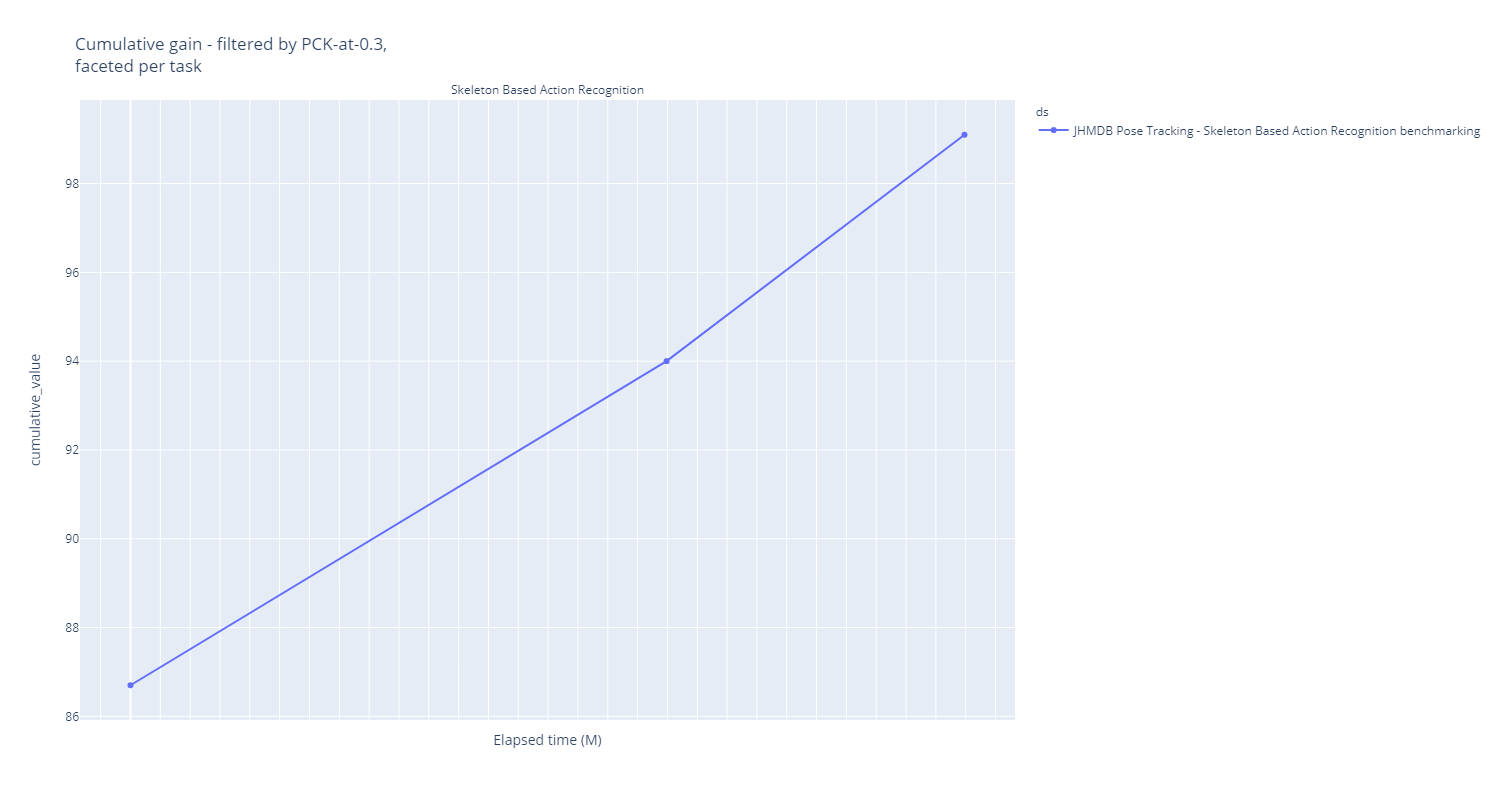 Cumulative gain - filtered by PCK-at-0.3,
faceted per task
Skeleton Based Action Recognition
ds
JHMDB Pose Tracking - Skeleton Based Action Recognition benchmarking
98
96
94
92
90
88
86
cumulative_value
Elapsed time (M)